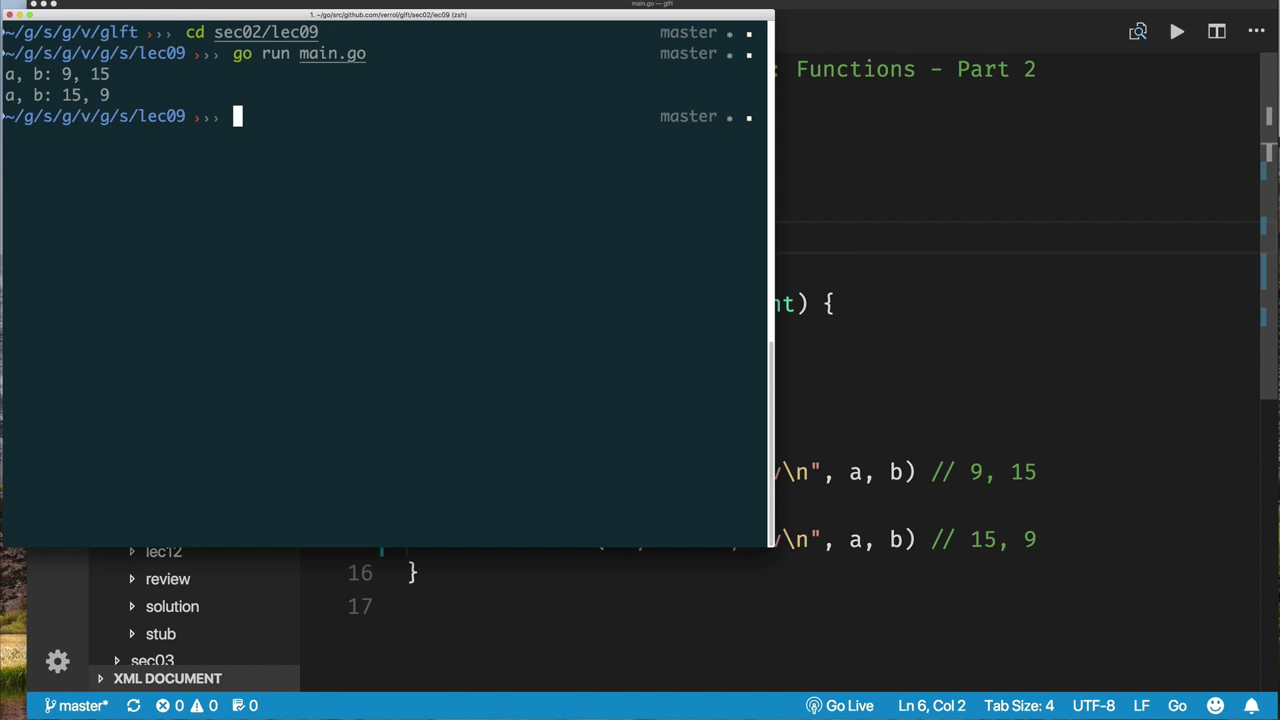 main.go — glft
1. ~/go/src/github.com/verrol/glft/sec02/lec09 (zsh)
~/g/s/g/v/glft ››› cd sec02/lec09 master * ▪
~/g/s/g/v/g/s/lec09 ››› go run main.go master * ▪
a, b: 9, 15
a, b: 15, 9
~/g/s/g/v/g/s/lec09 ››› master * ▪
: Functions - Part 2
nt) {
\n", a, b) // 9, 15
\n", a, b) // 15, 9
16 }
17
lec12
review
solution
stub
sec03
XML DOCUMENT
master* 0 0 0 Go Live Ln 6, Col 2 Tab Size: 4 UTF-8 LF Go